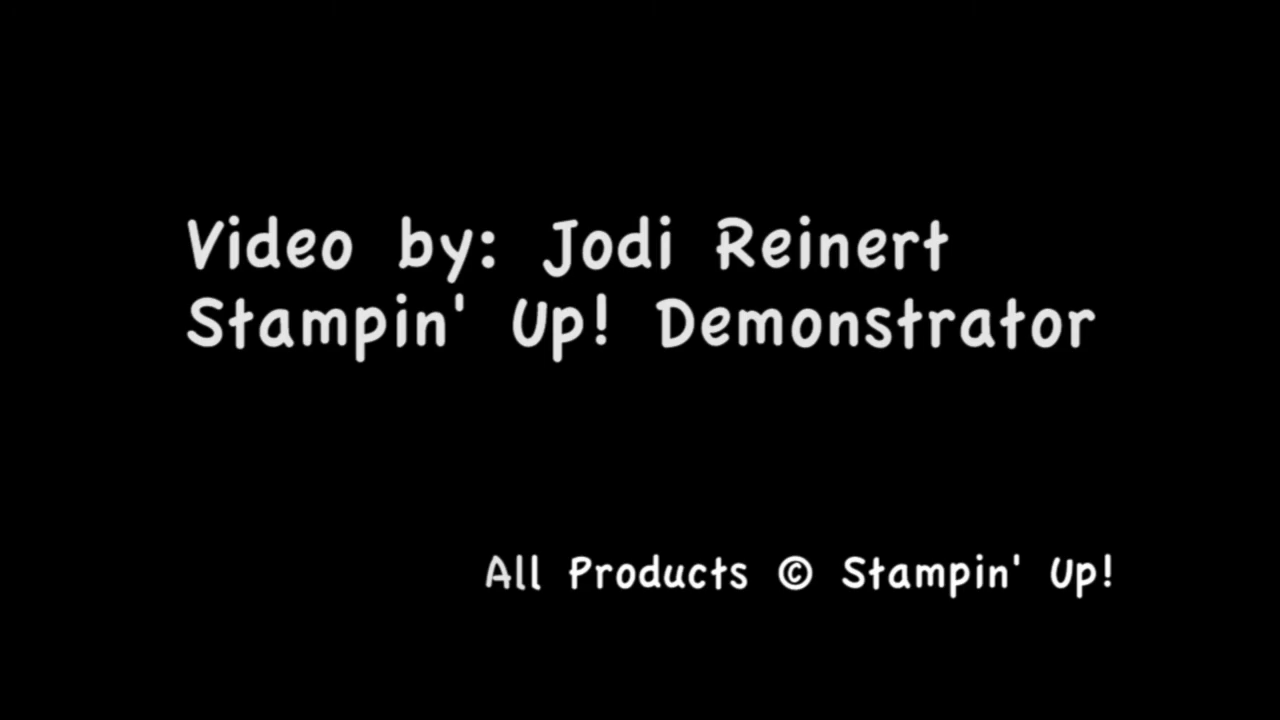 Video by: Jodi Reinert
Stampin' Up! Demonstrator
All Products © Stampin' Up!